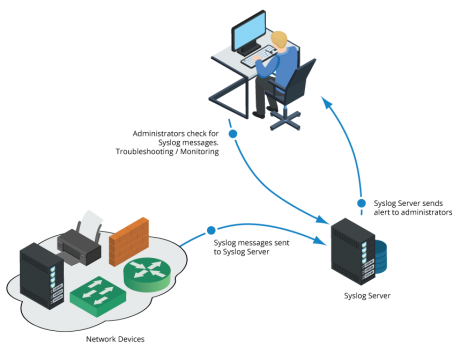 Administrators check for
Syslog messages.
Troubleshooting / Monitoring
Syslog Server sends
alert to administrators
Syslog messages sent
to Syslog Server
Syslog Server
Network Devices